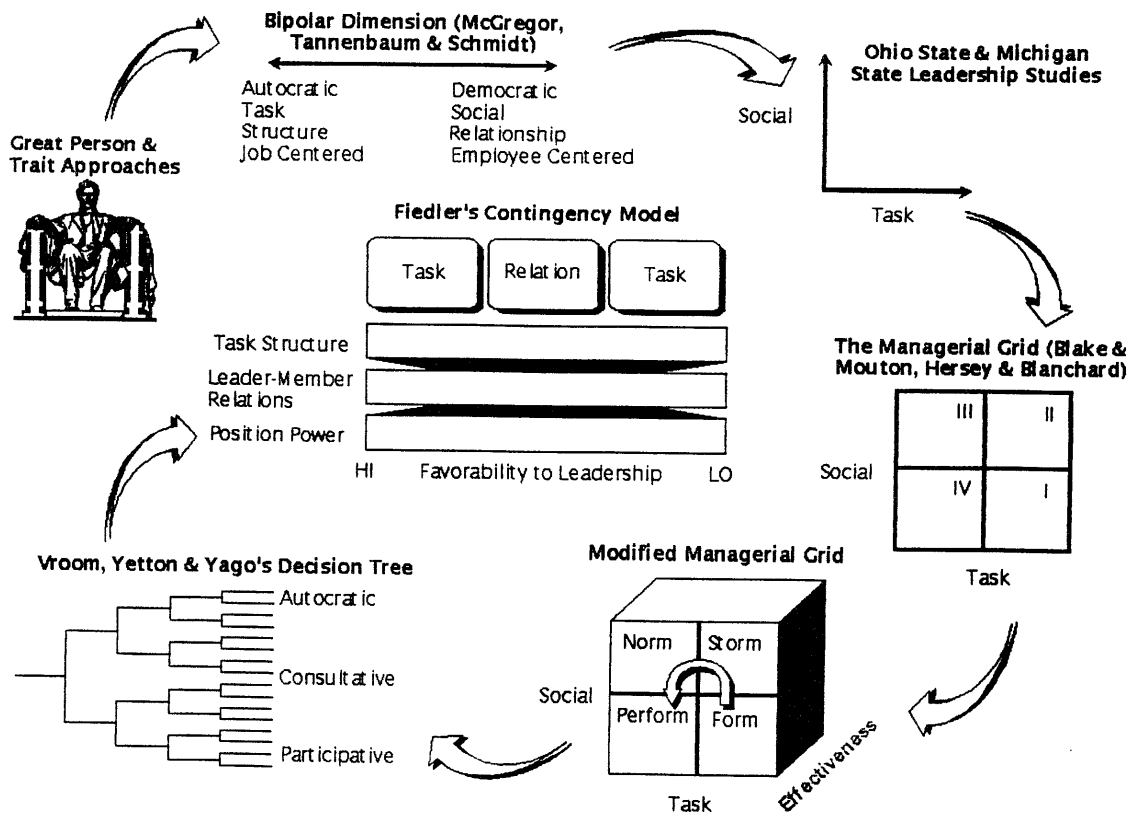 Bipolar Dimension (McGregor,
Tannenbaum & Schmidt)
Autocratic
Task
Structure
Job Centered
Democratic
Social
Relationship
Employee Centered
Ohio State & Michigan
State Leadership Studies
Social
Task
Great Person &
Trait Approaches
Fiedler's Contingency Model
Task
Relation
Task
Task Structure
Leader-Member
Relations
Position Power
HI
Favorability to Leadership
LO
The Managerial Grid (Blake &
Mouton, Hersey & Blanchard)
III
II
IV
I
Social
Task
Modified Managerial Grid
Norm
Storm
Perform
Form
Social
Task
Effectiveness
Vroom, Yetton & Yago's Decision Tree
Autocratic
Consultative
Participative